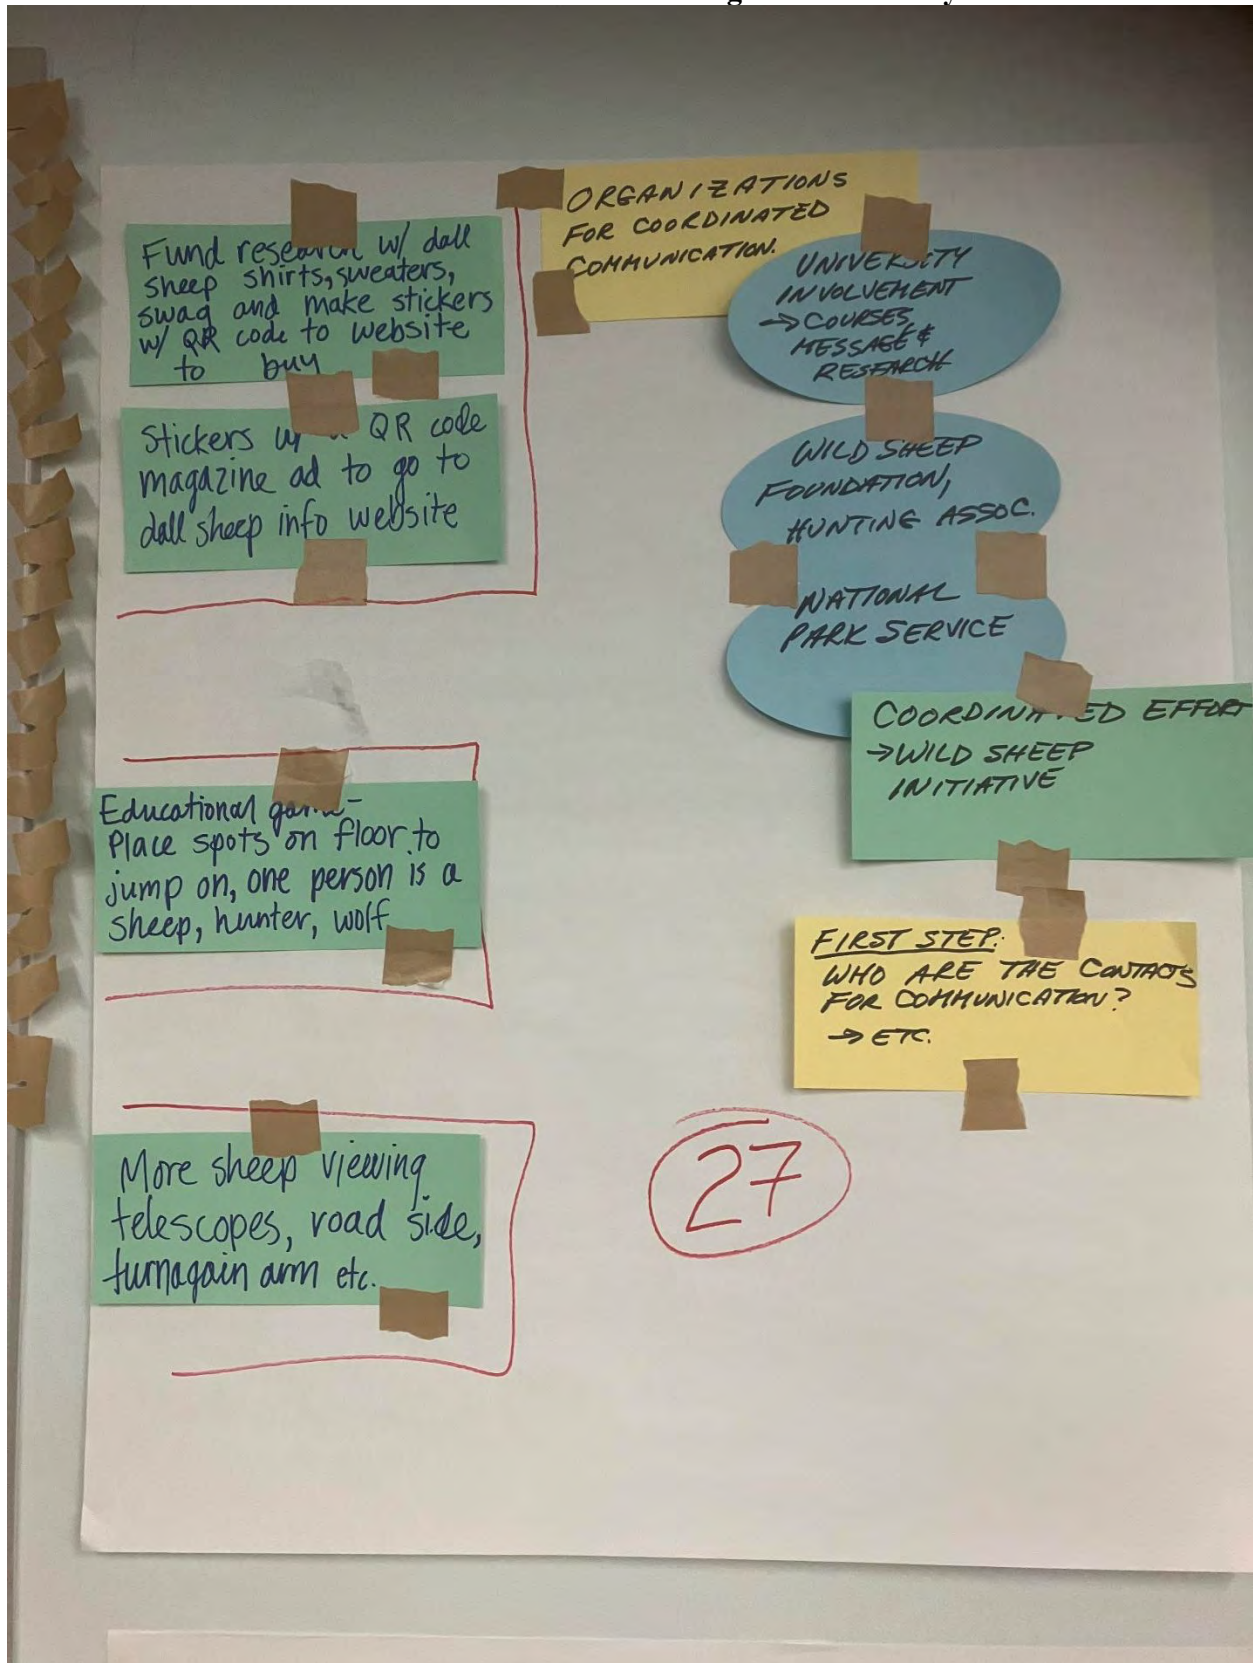 Fund research w/ dall
sheep shirts, sweaters,
swag and make stickers
w/ QR code to website
to buy
Stickers w/ a QR code
magazine ad to go to
dall sheep info website
Educational game-
Place spots on floor to
jump on, one person is a
sheep, hunter, wolf
More sheep viewing
telescopes, road side,
turnagain arm etc.
ORGANIZATIONS
FOR COORDINATED
COMMUNICATION.
UNIVERSITY
INVOLVEMENT
→ COURSES,
MESSAGE &
RESEARCH
WILD SHEEP
FOUNDATION,
HUNTING ASSOC.
NATIONAL
PARK SERVICE
COORDINATED EFFORT
→ WILD SHEEP
INITIATIVE
FIRST STEP:
WHO ARE THE CONTACTS
FOR COMMUNICATION?
→ ETC.
27